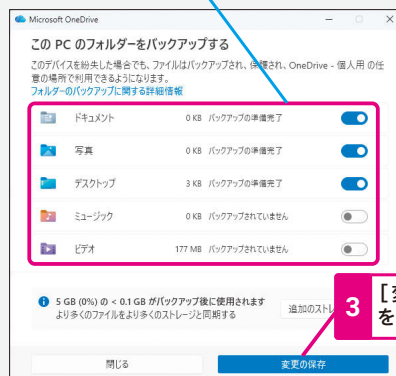 Microsoft OneDrive
この PC のフォルダーをバックアップする
このデバイスを紛失した場合でも、ファイルはバックアップされ、保護され、OneDrive - 個人用 の任
意の場所で利用できるようになります。
フォルダーのバックアップに関する詳細情報
ドキュメント 0 KB バックアップの準備完了
写真 0 KB バックアップの準備完了
デスクトップ 3 KB バックアップの準備完了
ミュージック 0 KB バックアップされていません
ビデオ 177 MB バックアップされていません
5 GB (0%) の < 0.1 GB がバックアップ後に使用されます
より多くのファイルをより多くのストレージと同期する
追加のスト
3 [変
を
閉じる
変更の保存